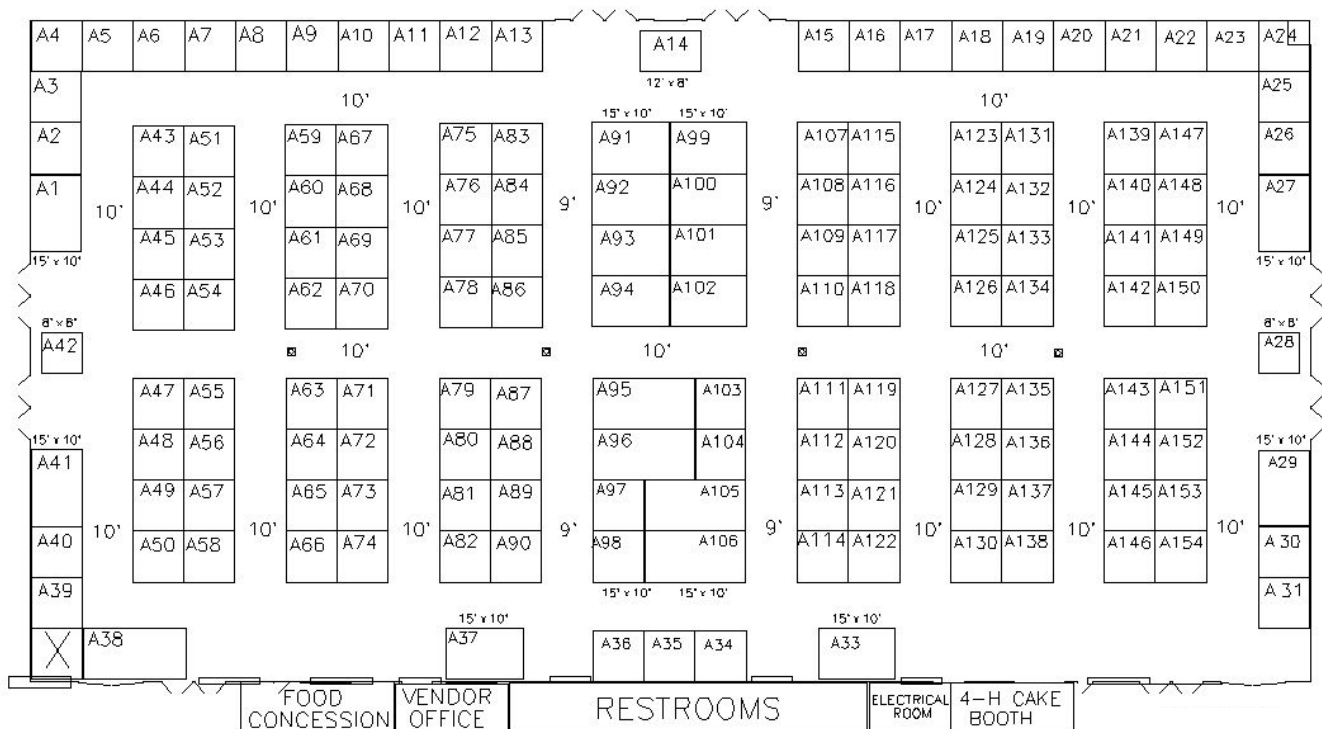 A4 A5 A6 A7 A8 A9 A10 A11 A12 A13 A14 A15 A16 A17 A18 A19 A20 A21 A22 A23 A24
12' x 8'
A3 10' 10' A25
15' x 10' 15' x 10'
A2 A43 A51 A59 A67 A75 A83 A91 A99 A107 A115 A123 A131 A139 A147 A26
A1 A44 A52 A60 A68 A76 A84 A92 A100 A108 A116 A124 A132 A140 A148 A27
10' 10' 10' 9' 9' 10' 10' 10'
A45 A53 A61 A69 A77 A85 A93 A101 A109 A117 A125 A133 A141 A149
15' x 10' 15' x 10'
A46 A54 A62 A70 A78 A86 A94 A102 A110 A118 A126 A134 A142 A150
8' x 8' 8' x 8'
A42 10' 10' 10' A28
A47 A55 A63 A71 A79 A87 A95 A103 A111 A119 A127 A135 A143 A151
15' x 10' 15' x 10'
A48 A56 A64 A72 A80 A88 A96 A104 A112 A120 A128 A136 A144 A152
A41 A29
A49 A57 A65 A73 A81 A89 A97 A105 A113 A121 A129 A137 A145 A153
10' 10' 10' 9' 9' 10' 10' 10'
A40 A50 A58 A66 A74 A82 A90 A98 A106 A114 A122 A130 A138 A146 A154 A30
A39 15' x 10' 15' x 10' A31
15' x 10' 15' x 10'
A38 A37 A36 A35 A34 A33
FOOD
CONCESSION
VENDOR
OFFICE
RESTROOMS
ELECTRICAL
ROOM
4-H CAKE
BOOTH